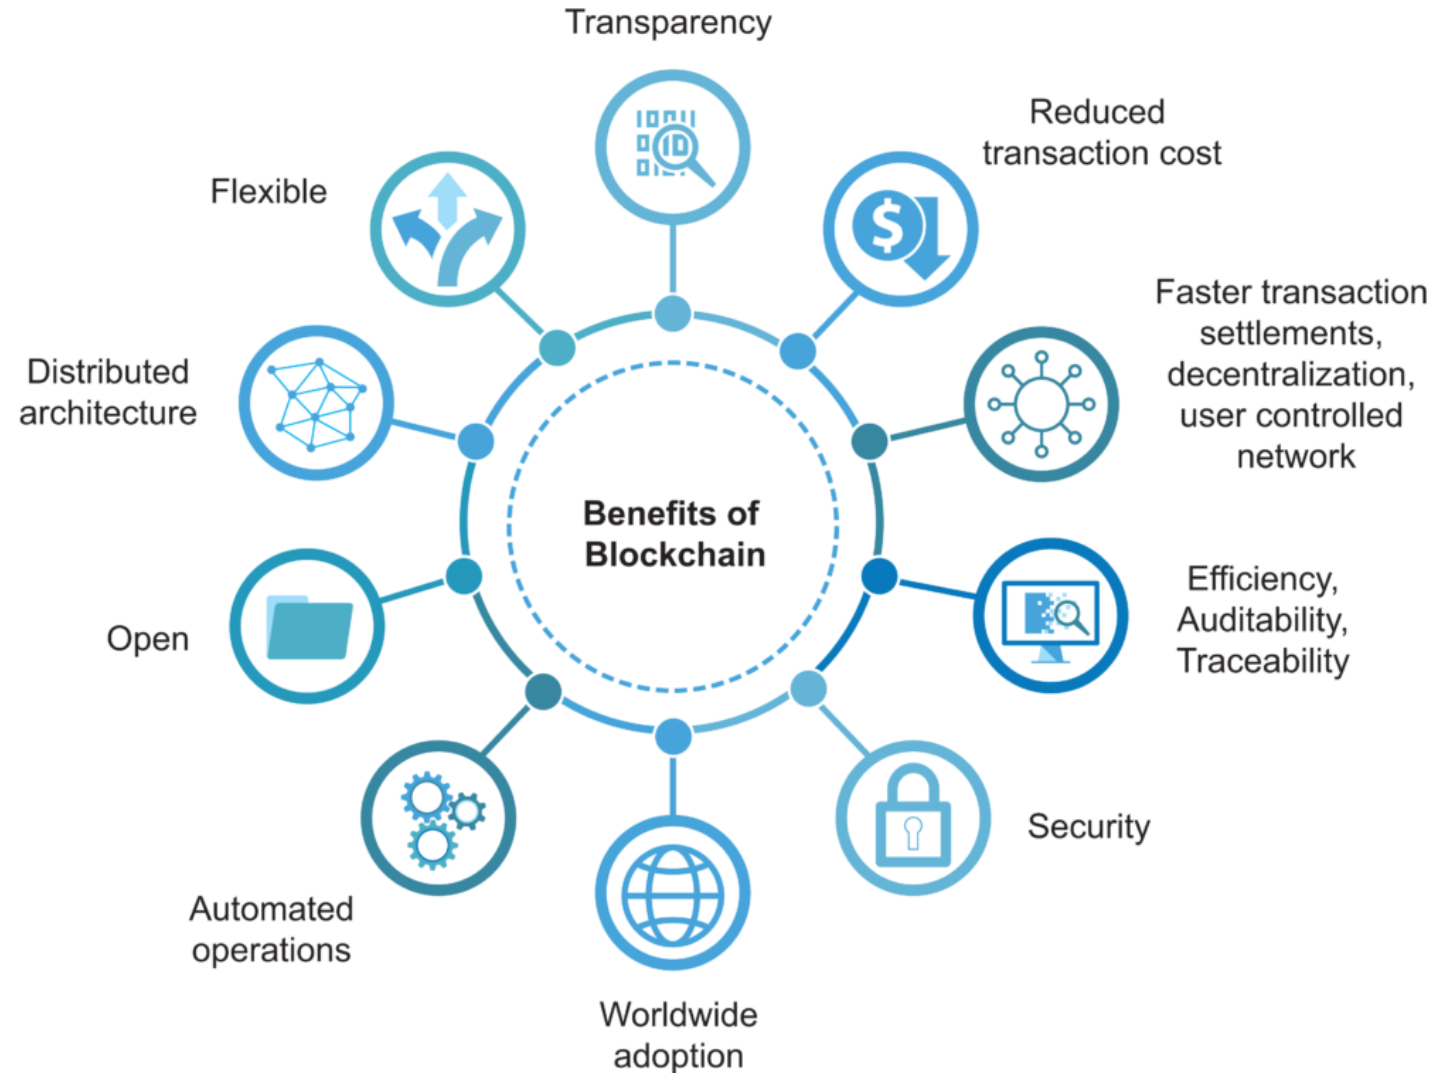 Transparency
Reduced
transaction cost
Faster transaction
settlements,
decentralization,
user controlled
network
Efficiency,
Auditability,
Traceability
Security
Worldwide
adoption
Automated
operations
Open
Distributed
architecture
Flexible
Benefits of
Blockchain
$
ID